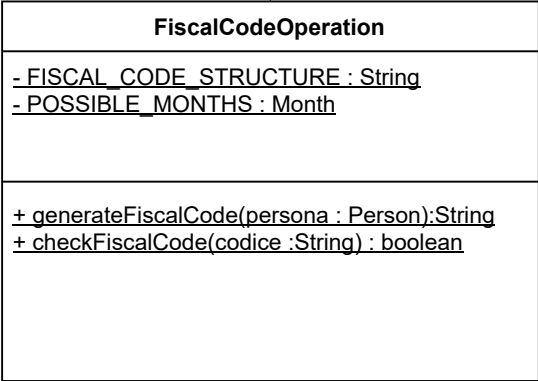 FiscalCodeOperation
- FISCAL_CODE_STRUCTURE : String
- POSSIBLE_MONTHS : Month
+ generateFiscalCode(persona : Person):String
+ checkFiscalCode(codice :String) : boolean